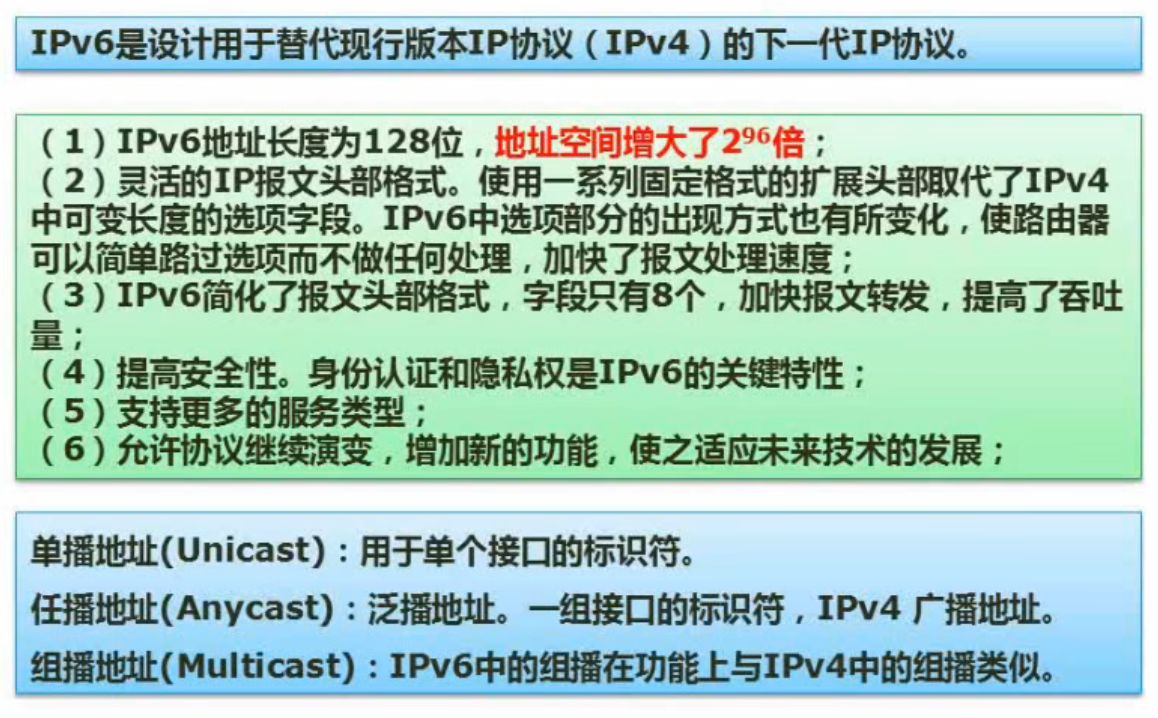 IPv6是设计用于替代现行版本IP协议（IPv4）的下一代IP协议。
（1）IPv6地址长度为128位，地址空间增大了2⁹⁶倍；
（2）灵活的IP报文头部格式。使用一系列固定格式的扩展头部取代了IPv4
中可变长度的选项字段。IPv6中选项部分的出现方式也有所变化，使路由器
可以简单路过选项而不做任何处理，加快了报文处理速度；
（3）IPv6简化了报文头部格式，字段只有8个，加快报文转发，提高了吞吐
量；
（4）提高安全性。身份认证和隐私权是IPv6的关键特性；
（5）支持更多的服务类型；
（6）允许协议继续演变，增加新的功能，使之适应未来技术的发展；
单播地址(Unicast)：用于单个接口的标识符。
任播地址(Anycast)：泛播地址。一组接口的标识符，IPv4 广播地址。
组播地址(Multicast)：IPv6中的组播在功能上与IPv4中的组播类似。